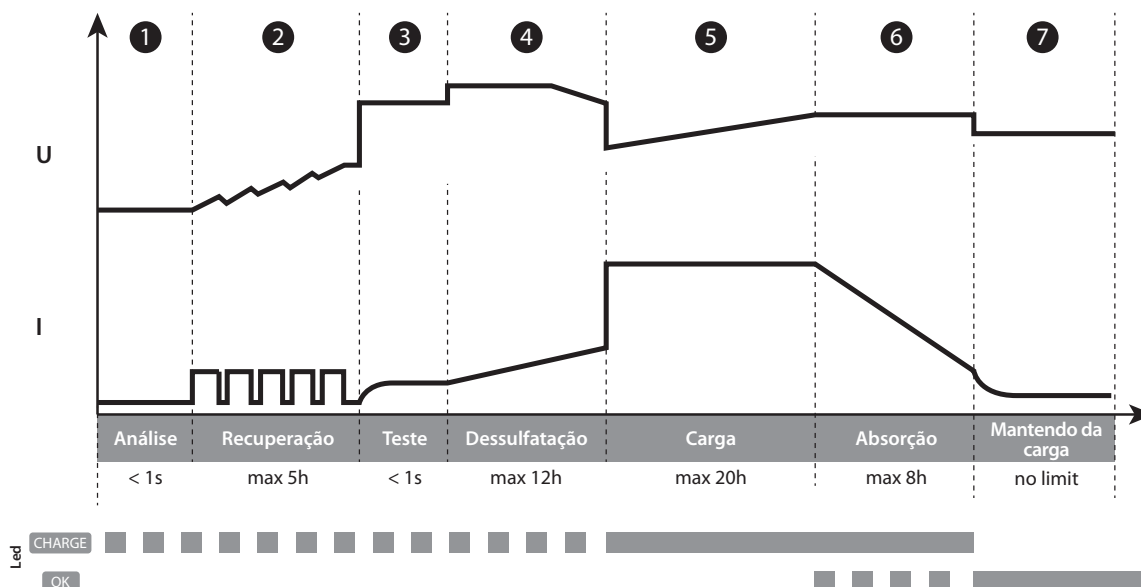 1 2 3 4 5 6 7
U
I
Análise Recuperação Teste Dessulfatação Carga Absorção Mantendo da
carga
< 1s max 5h < 1s max 12h max 20h max 8h no limit
Led
CHARGE
OK